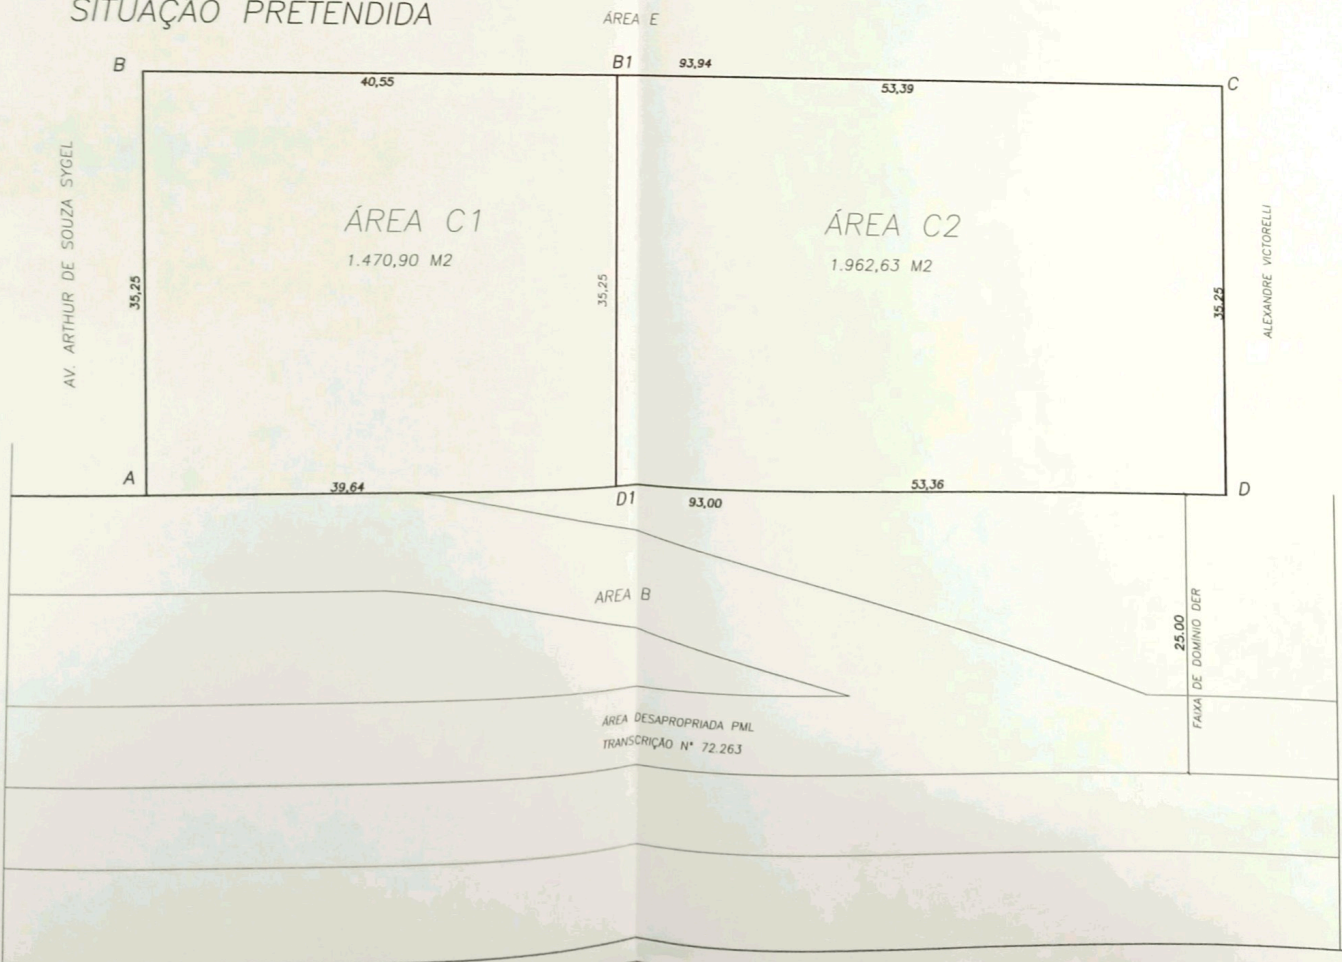 SITUAÇÃO PRETENDIDA
ÁREA E
B
B1
93,94
C
40,55
53,39
AV. ARTHUR DE SOUZA SYGEL
ÁREA C1
1.470,90 M2
ÁREA C2
1.962,63 M2
35,25
35,25
35,25
ALEXANDRE VICTORELLI
A
39,64
D1
93,00
53,36
D
AREA B
25.00
FAIXA DE DOMÍNIO DER
ÁREA DESAPROPRIADA PML
TRANSCRIÇÃO N° 72.263